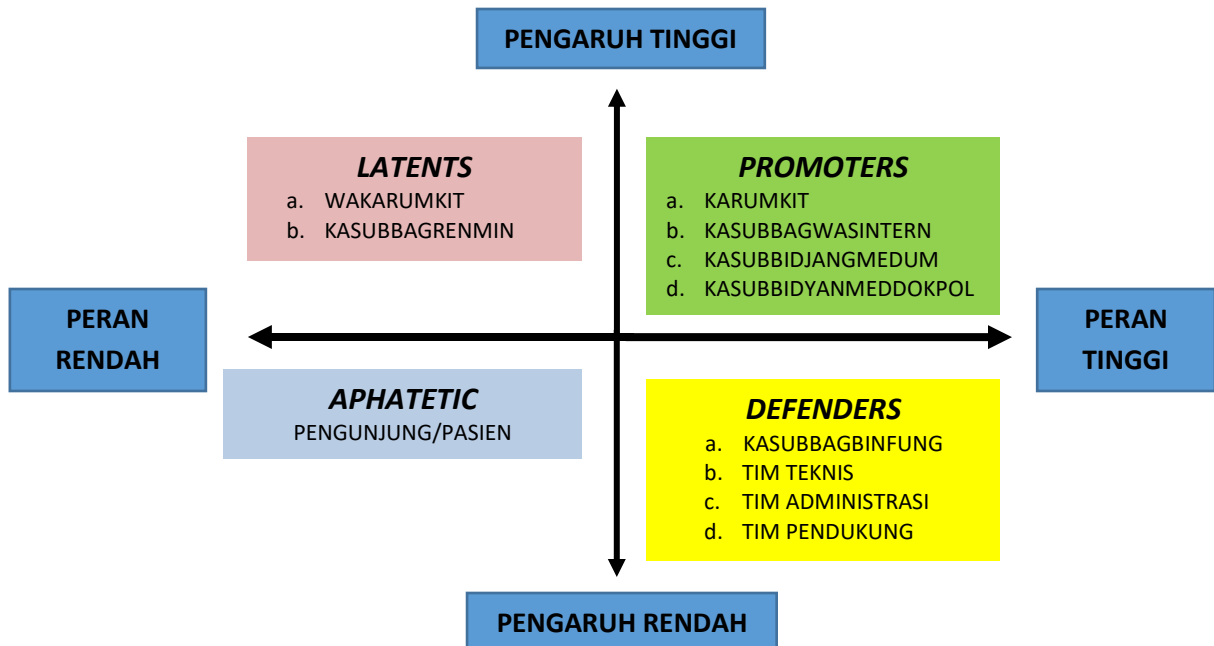 PENGARUH TINGGI
LATENTS
a. WAKARUMKIT
b. KASUBBAGRENMIN
PROMOTERS
a. KARUMKIT
b. KASUBBAGWASINTERN
c. KASUBBIDJANGMEDUM
d. KASUBBIDYANMEDDOKPOL
PERAN
RENDAH
PERAN
TINGGI
APHATETIC
PENGUNJUNG/PASIEN
DEFENDERS
a. KASUBBAGBINFUNG
b. TIM TEKNIS
c. TIM ADMINISTRASI
d. TIM PENDUKUNG
PENGARUH RENDAH